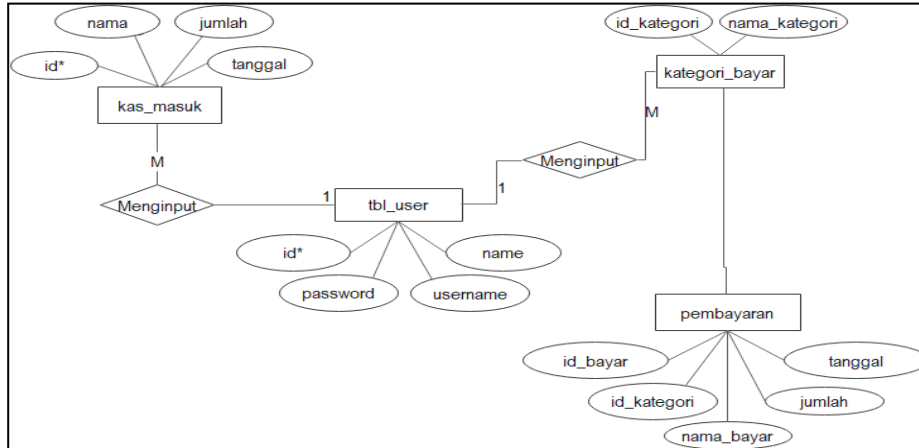 nama
jumlah
id*
tanggal
kas_masuk
M
Menginput
1
tbl_user
id*
name
password
username
1
Menginput
M
id_kategori
nama_kategori
kategori_bayar
pembayaran
id_bayar
tanggal
id_kategori
jumlah
nama_bayar